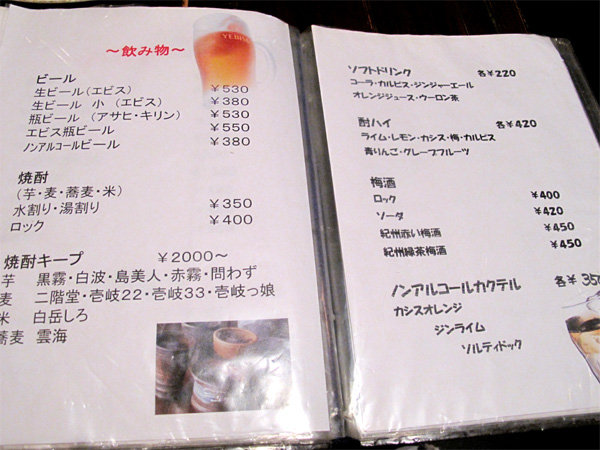 ～飲み物～
YEBISU
ビール
生ビール(エビス) ￥530
生ビール 小 (エビス) ￥380
瓶ビール (アサヒ・キリン) ￥530
エビス瓶ビール ￥550
ノンアルコールビール ￥380
焼酎
(芋・麦・蕎麦・米)
水割り・湯割り ￥350
ロック ￥400
焼酎キープ ￥2000～
芋 黒霧・白波・島美人・赤霧・問わず
麦 二階堂・壱岐22・壱岐33・壱岐っ娘
米 白岳しろ
蕎麦 雲海
ソフトドリンク 各￥220
コーラ・カルピス・ジンジャーエール
オレンジジュース・ウーロン茶
酎ハイ 各￥420
ライム・レモン・カシス・梅・カルピス
青りんご・グレープフルーツ
梅酒
ロック ￥400
ソーダ ￥420
紀州赤い梅酒 ￥450
紀州緑茶梅酒 ￥450
ノンアルコールカクテル 各￥350
カシスオレンジ
ジンライム
ソルティドック